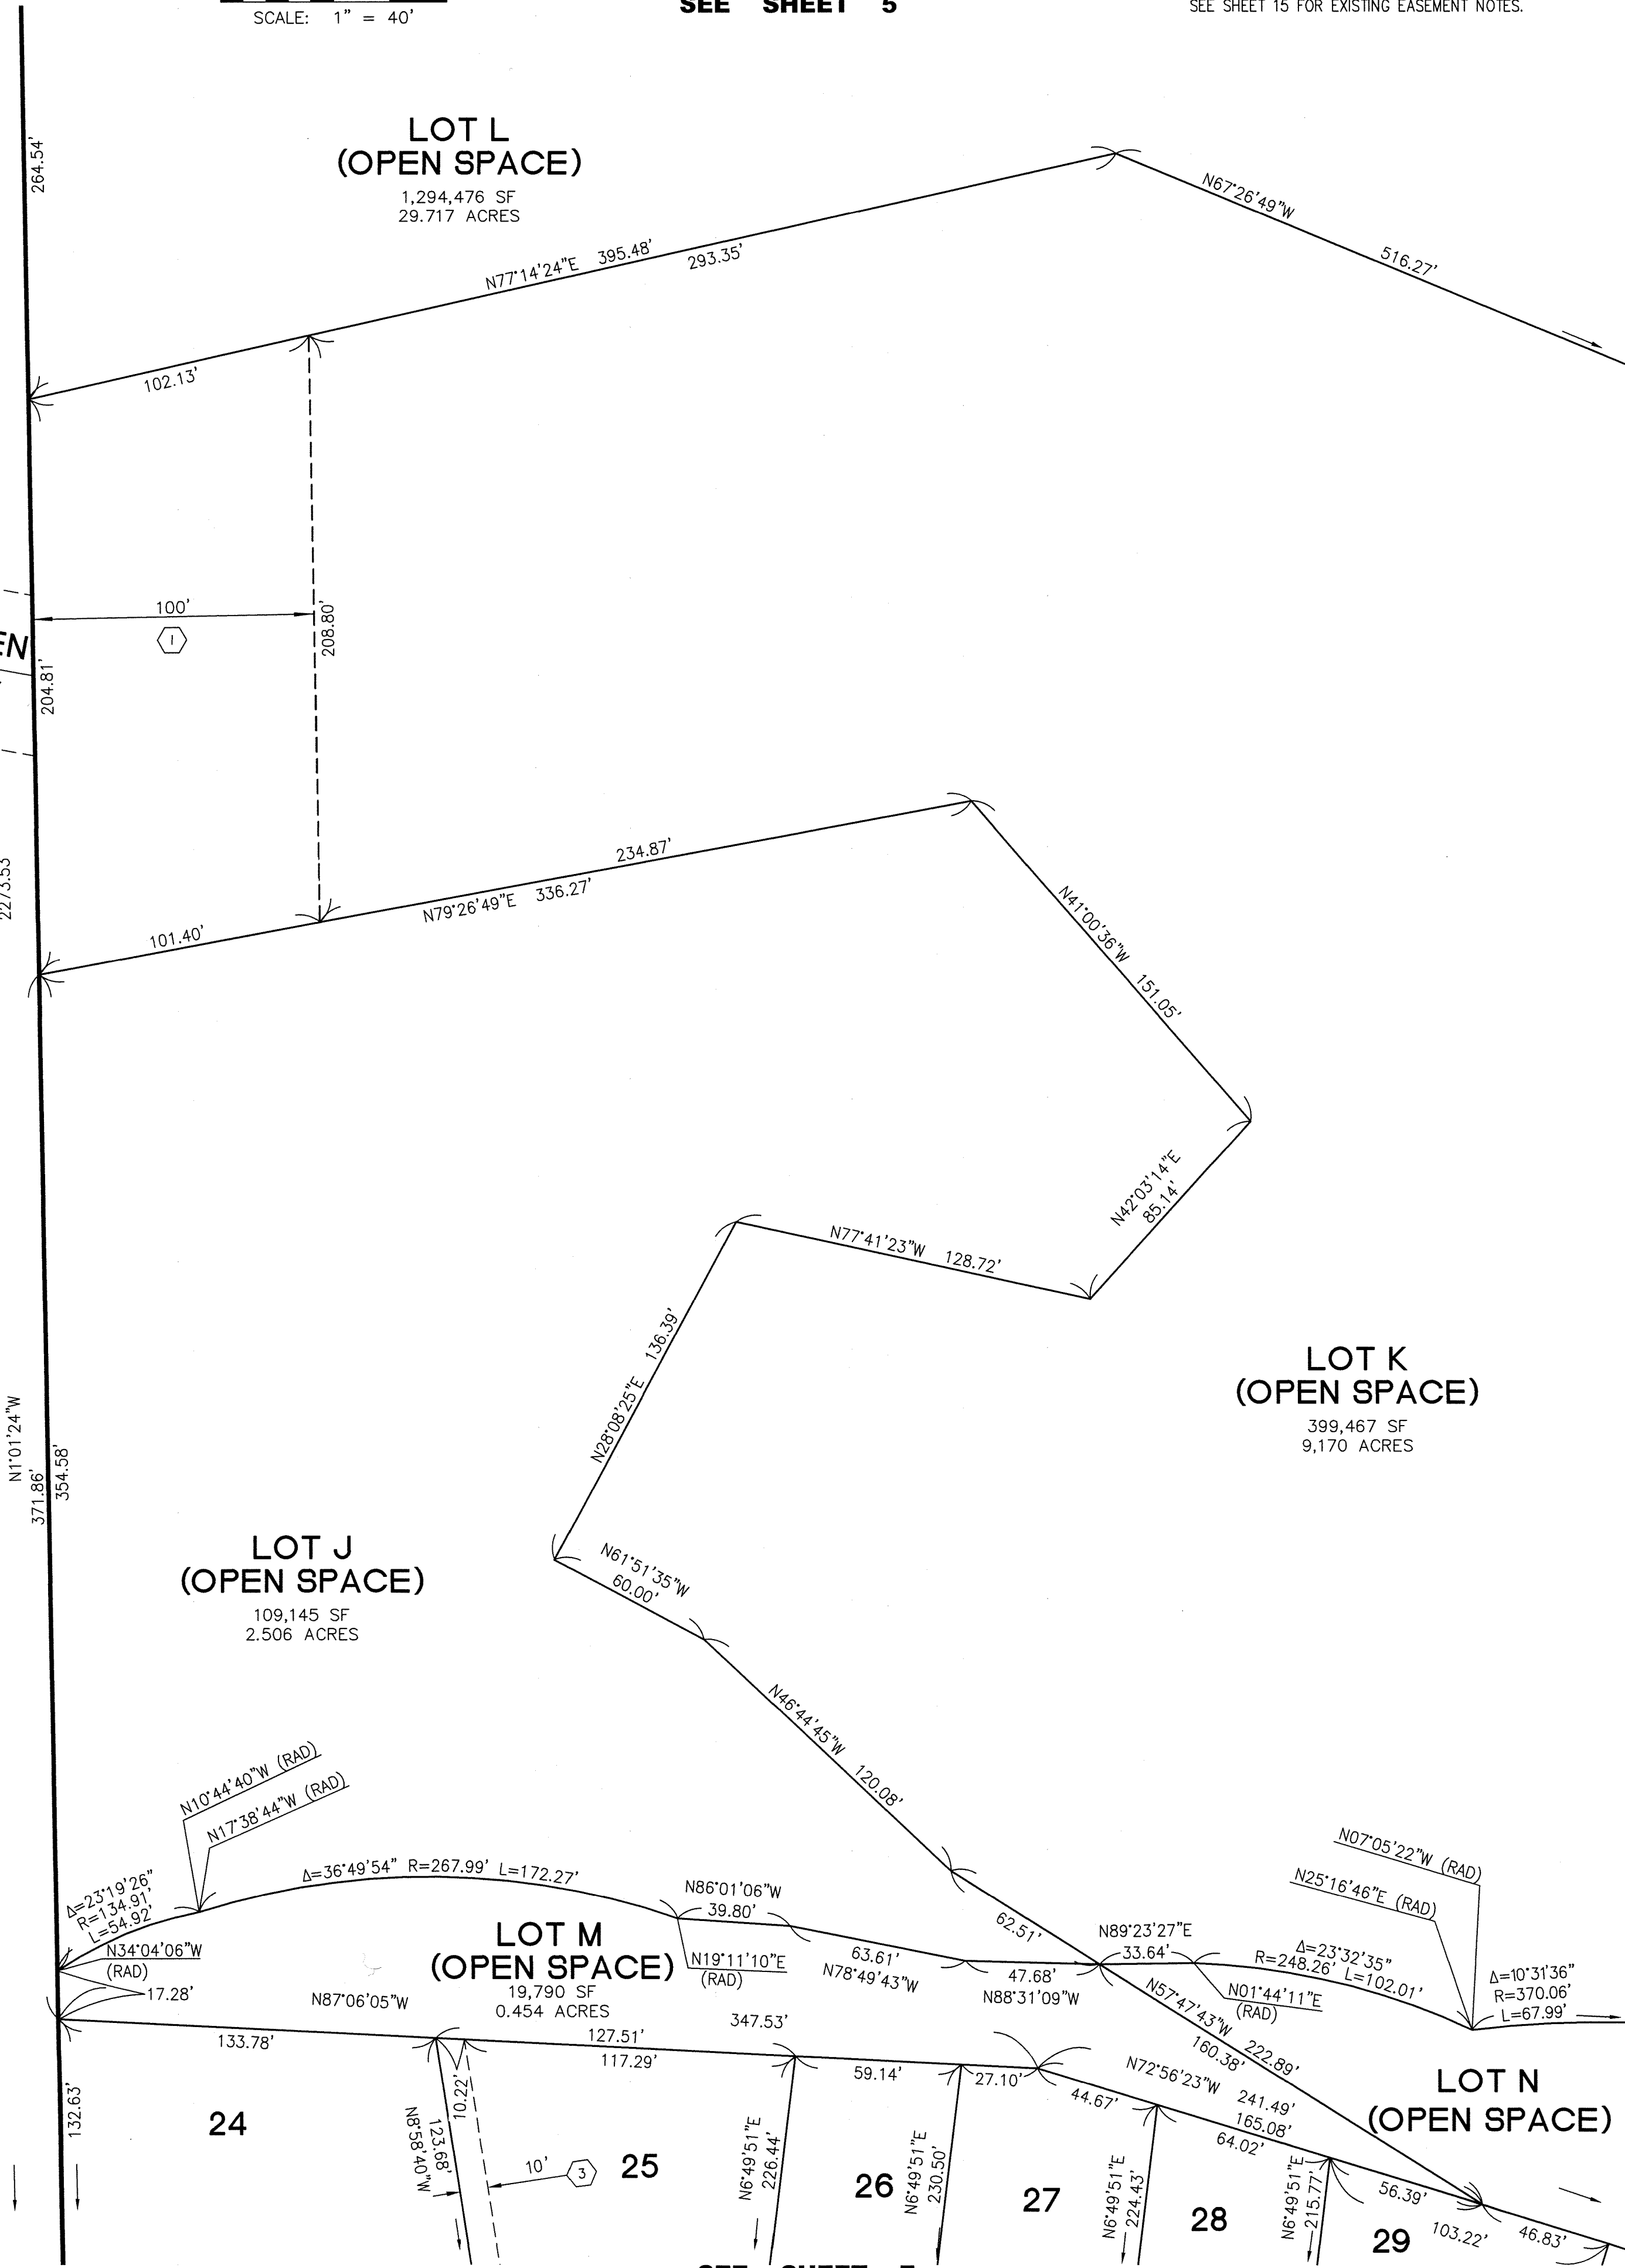 SCALE: 1" = 40'
SEE SHEET 5
SEE SHEET 15 FOR EXISTING EASEMENT NOTES.
264.54'
LOT L
(OPEN SPACE)
1,294,476 SF
29.717 ACRES
N77°14'24"E 395.48'
293.35'
N67°26'49"W
516.27'
102.13'
100'
1
208.80'
EN
204.81'
2273.53
234.87'
N79°26'49"E 336.27'
101.40'
N41°00'36"W 151.05'
N42°03'14"E
85.14'
N77°41'23"W 128.72'
N28°08'25"E 136.39'
LOT K
(OPEN SPACE)
399,467 SF
9,170 ACRES
N1°01'24"W
371.86'
354.58'
LOT J
(OPEN SPACE)
109,145 SF
2.506 ACRES
N61°51'35"W
60.00'
N46°44'45"W 120.08'
N10°44'40"W (RAD)
N17°38'44"W (RAD)
Δ=23°19'26"
R=134.91'
L=54.92'
Δ=36°49'54" R=267.99' L=172.27'
N86°01'06"W
39.80'
N34°04'06"W
(RAD)
17.28'
LOT M
(OPEN SPACE)
19,790 SF
0.454 ACRES
N19°11'10"E
(RAD)
63.61'
N78°49'43"W
62.51'
47.68'
N88°31'09"W
N89°23'27"E
33.64'
N01°44'11"E
(RAD)
Δ=23°32'35"
R=248.26' L=102.01'
N07°05'22"W (RAD)
N25°16'46"E (RAD)
Δ=10°31'36"
R=370.06'
L=67.99'
N57°47'43"W 222.89'
160.38'
N87°06'05"W
347.53'
133.78'
127.51'
117.29'
59.14'
27.10'
N72°56'23"W 241.49'
165.08'
44.67'
64.02'
56.39'
103.22'
46.83'
LOT N
(OPEN SPACE)
132.63'
24
N8°58'40"W
123.68'
10.22'
10'
3
25
N6°49'51"E
226.44'
26
N6°49'51"E
230.50'
27
N6°49'51"E
224.43'
28
N6°49'51"E
215.77'
29